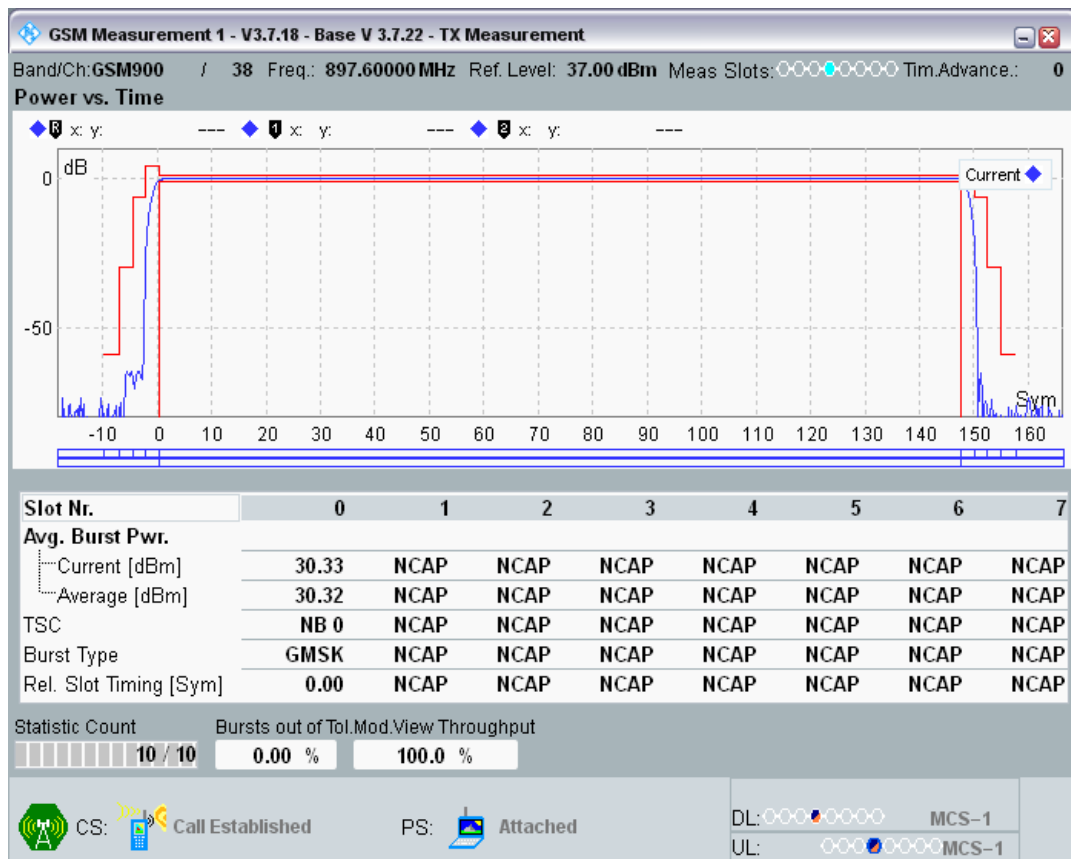 GSM Measurement 1 - V3.7.18 - Base V 3.7.22 - TX Measurement
Band/Ch:GSM900 / 38 Freq.: 897.60000 MHz Ref. Level: 37.00 dBm Meas Slots: Tim.Advance.: 0
Power vs. Time
R x: y: --- 1 x: y: --- 2 x: y: ---
dB
Current
0
-50
Sym
-10 0 10 20 30 40 50 60 70 80 90 100 110 120 130 140 150 160
Slot Nr. 0 1 2 3 4 5 6 7
Avg. Burst Pwr.
Current [dBm] 30.33 NCAP NCAP NCAP NCAP NCAP NCAP NCAP
Average [dBm] 30.32 NCAP NCAP NCAP NCAP NCAP NCAP NCAP
TSC NB 0 NCAP NCAP NCAP NCAP NCAP NCAP NCAP
Burst Type GMSK NCAP NCAP NCAP NCAP NCAP NCAP NCAP
Rel. Slot Timing [Sym] 0.00 NCAP NCAP NCAP NCAP NCAP NCAP NCAP
Statistic Count Bursts out of Tol.Mod.View Throughput
10 / 10 0.00 % 100.0 %
CS: Call Established PS: Attached
DL: MCS-1
UL: MCS-1